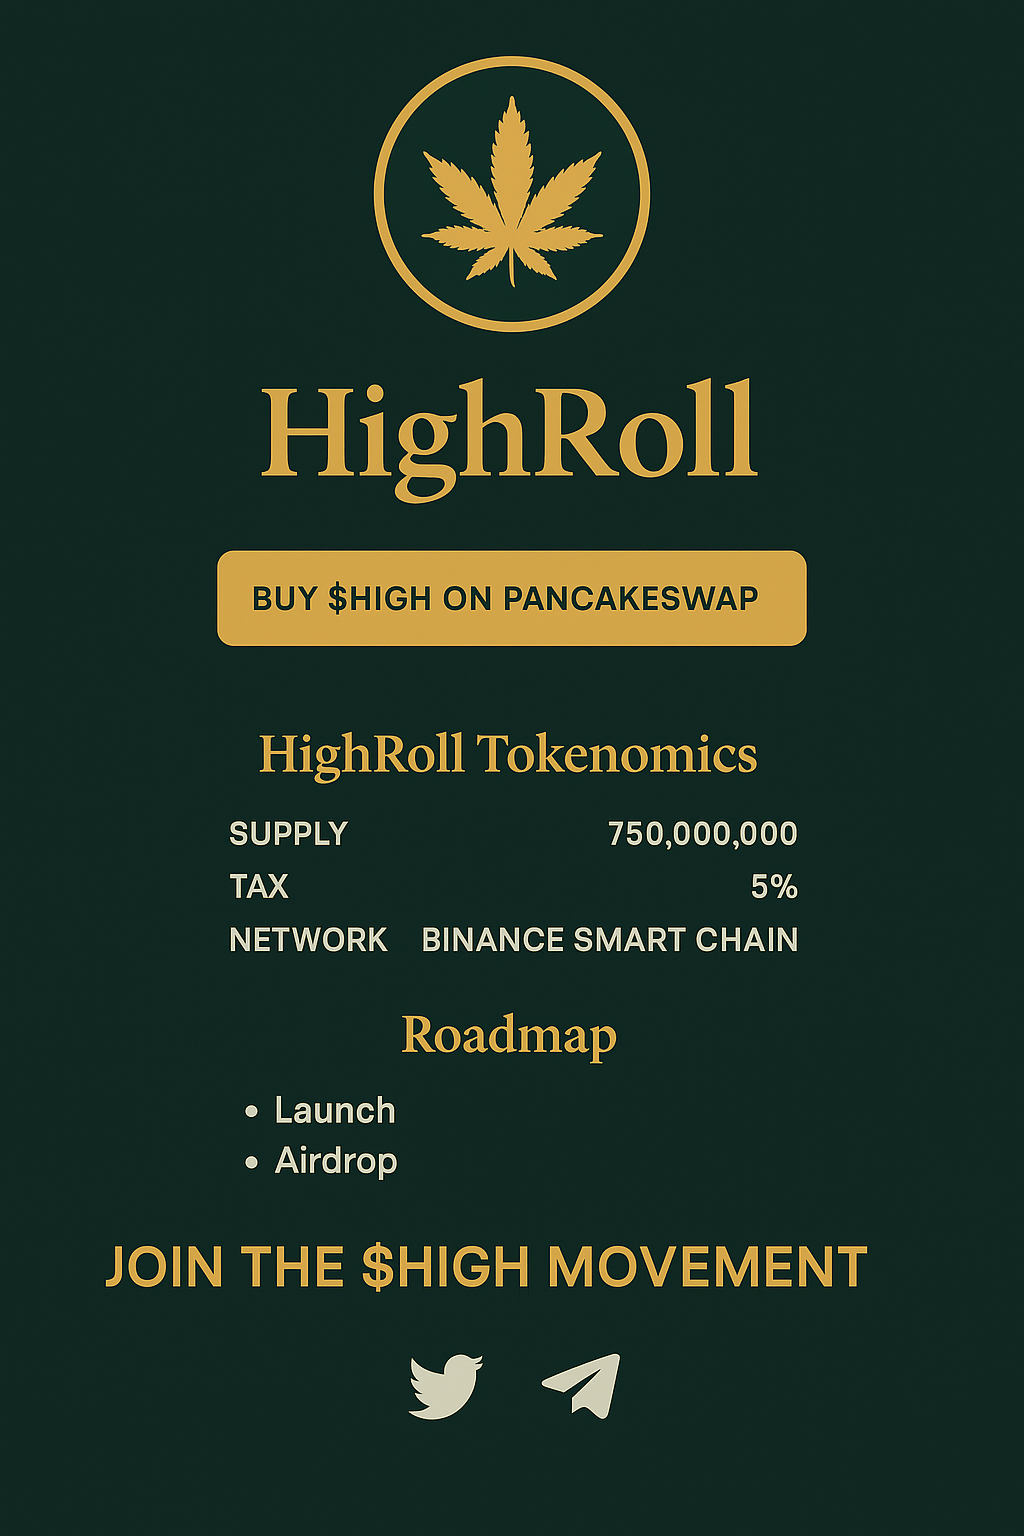 HighRoll
BUY $HIGH ON PANCAKESWAP
HighRoll Tokenomics
SUPPLY 750,000,000
TAX 5%
NETWORK BINANCE SMART CHAIN
Roadmap
• Launch
• Airdrop
JOIN THE $HIGH MOVEMENT